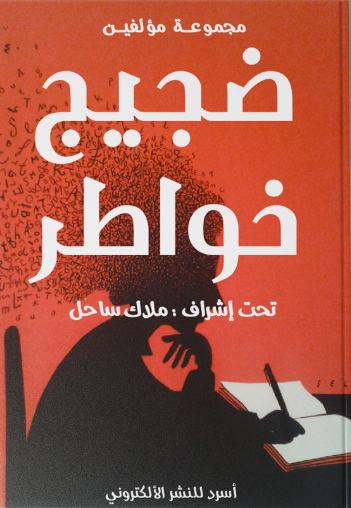 مجموعة مؤلفين
ضجيج
خواطر
تحت إشراف : ملاك ساحل
أسرد للنشر الألكتروني